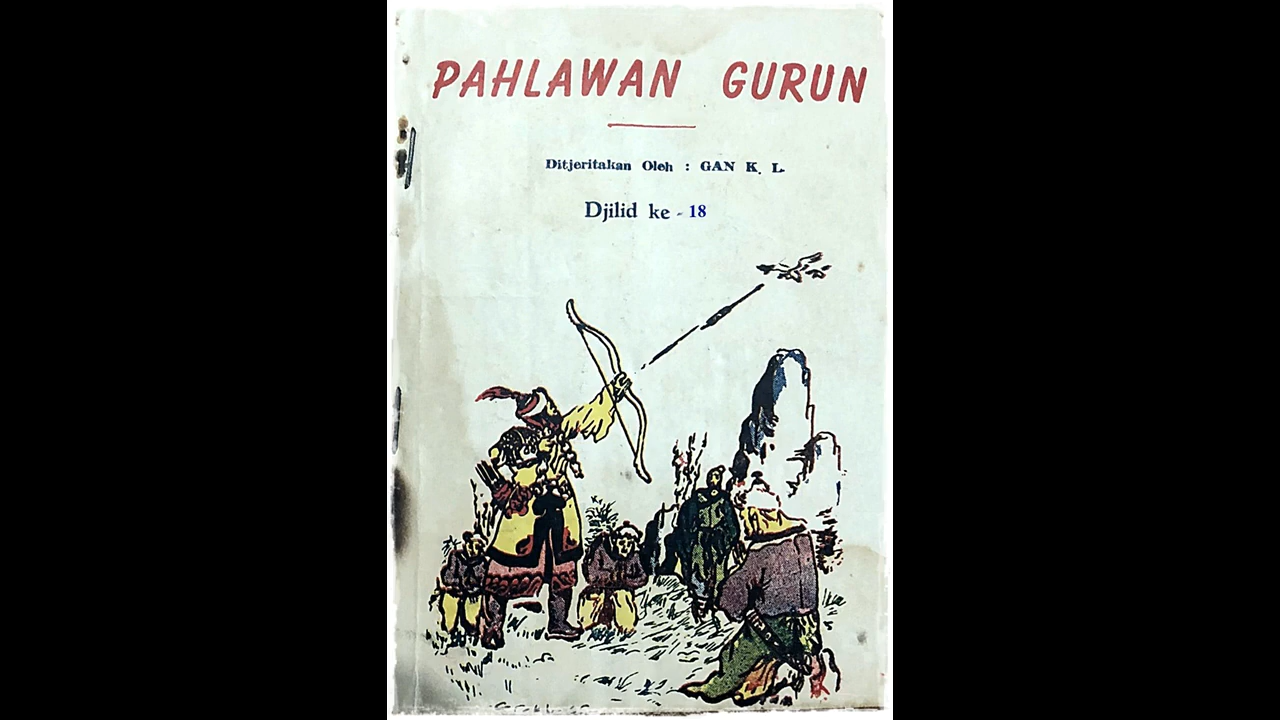 PAHLAWAN GURUN
Ditjeritakan Oleh : GAN K. L.
Djilid ke - 18